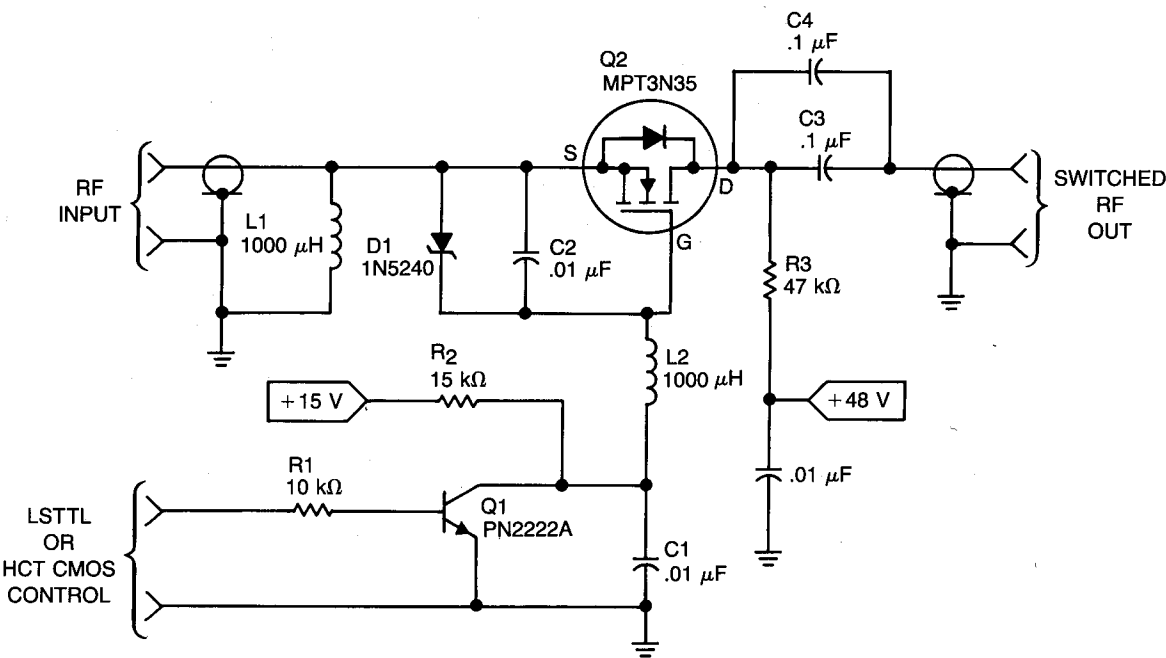 C4
.1 μF
Q2
MPT3N35
C3
.1 μF
S
D
G
RF
INPUT
L1
1000 μH
D1
1N5240
C2
.01 μF
R3
47 kΩ
SWITCHED
RF
OUT
R2
15 kΩ
L2
1000 μH
+15 V
+48 V
R1
10 kΩ
Q1
PN2222A
.01 μF
LSTTL
OR
HCT CMOS
CONTROL
C1
.01 μF